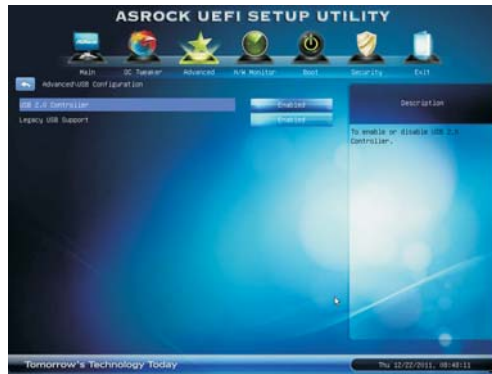 ASROCK UEFI SETUP UTILITY
Main OC Tweaker Advanced H/W Monitor Boot Security Exit
Advanced\USB Configuration
USB 2.0 Controller Enabled
Legacy USB Support Enabled
Description
To enable or disable USB 2.0
Controller.
Tomorrow's Technology Today
Thu 12/22/2011, 08:48:11